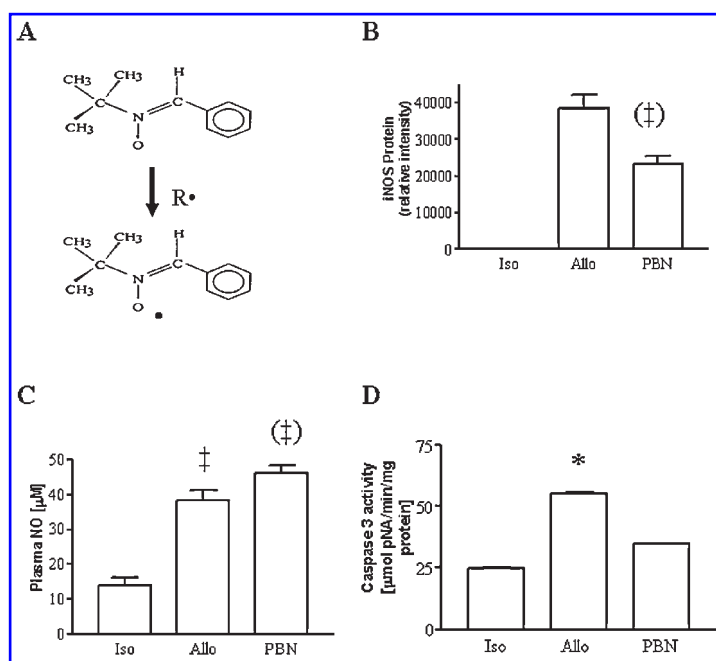 A
H
CH3
CH3
C
C
N
CH3
O
R•
H
CH3
CH3
C
C
N
CH3
O
•
B
iNOS Protein
(relative intensity)
40000
30000
20000
10000
0
(‡)
Iso Allo PBN
C
Plasma NO [µM]
50
40
30
20
10
0
‡
(‡)
Iso Allo PBN
D
Caspase 3 activity
[µmol pNA/min/mg
protein]
75
50
25
0
*
Iso Allo PBN